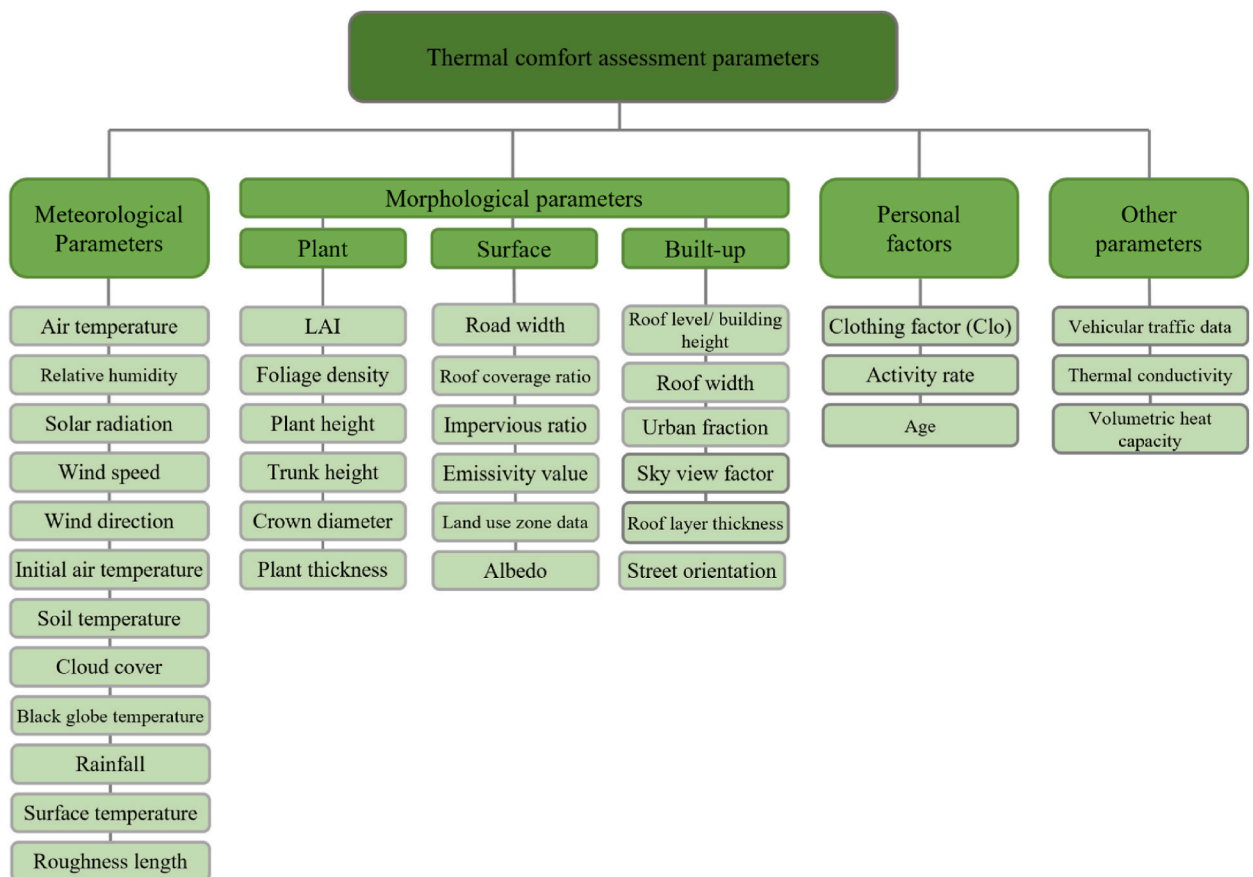 Thermal comfort assessment parameters
Meteorological
Parameters
Air temperature
Relative humidity
Solar radiation
Wind speed
Wind direction
Initial air temperature
Soil temperature
Cloud cover
Black globe temperature
Rainfall
Surface temperature
Roughness length
Morphological parameters
Plant
LAI
Foliage density
Plant height
Trunk height
Crown diameter
Plant thickness
Surface
Road width
Roof coverage ratio
Impervious ratio
Emissivity value
Land use zone data
Albedo
Built-up
Roof level/ building
height
Roof width
Urban fraction
Sky view factor
Roof layer thickness
Street orientation
Personal
factors
Clothing factor (Clo)
Activity rate
Age
Other
parameters
Vehicular traffic data
Thermal conductivity
Volumetric heat
capacity